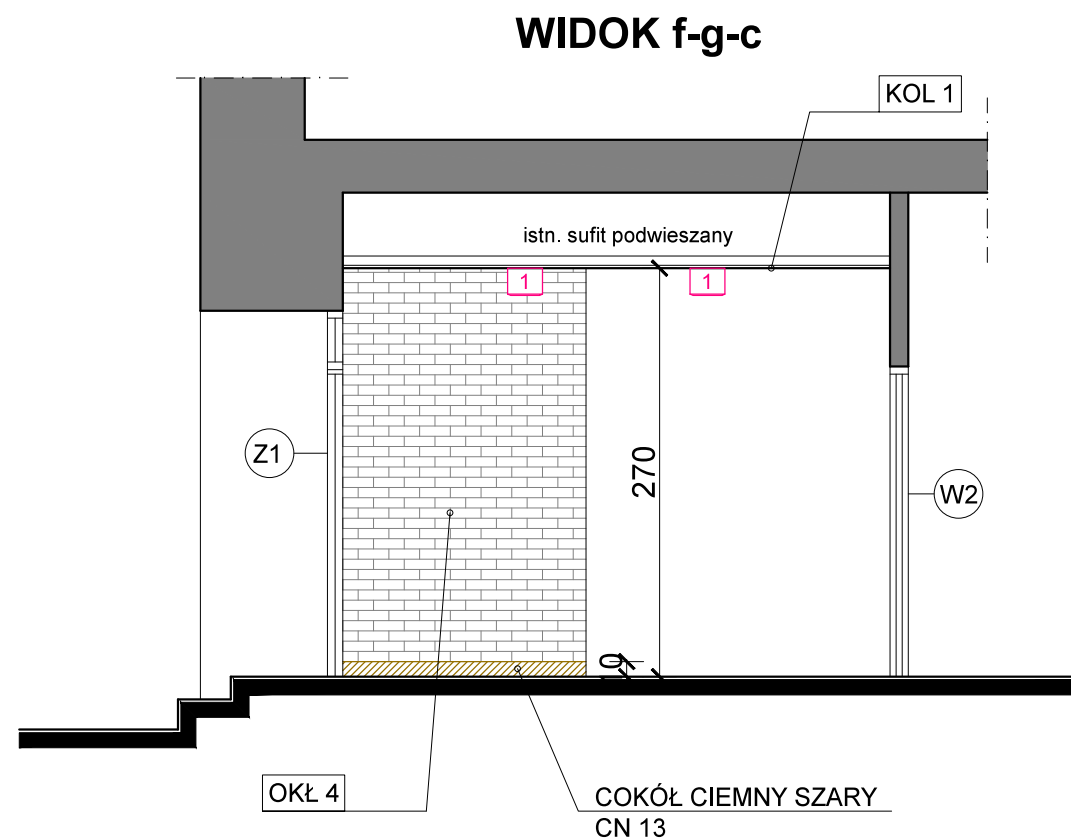 WIDOK f-g-c
KOL 1
istn. sufit podwieszany
1
1
Z1
270
W2
10
OKŁ 4
COKÓŁ CIEMNY SZARY
CN 13